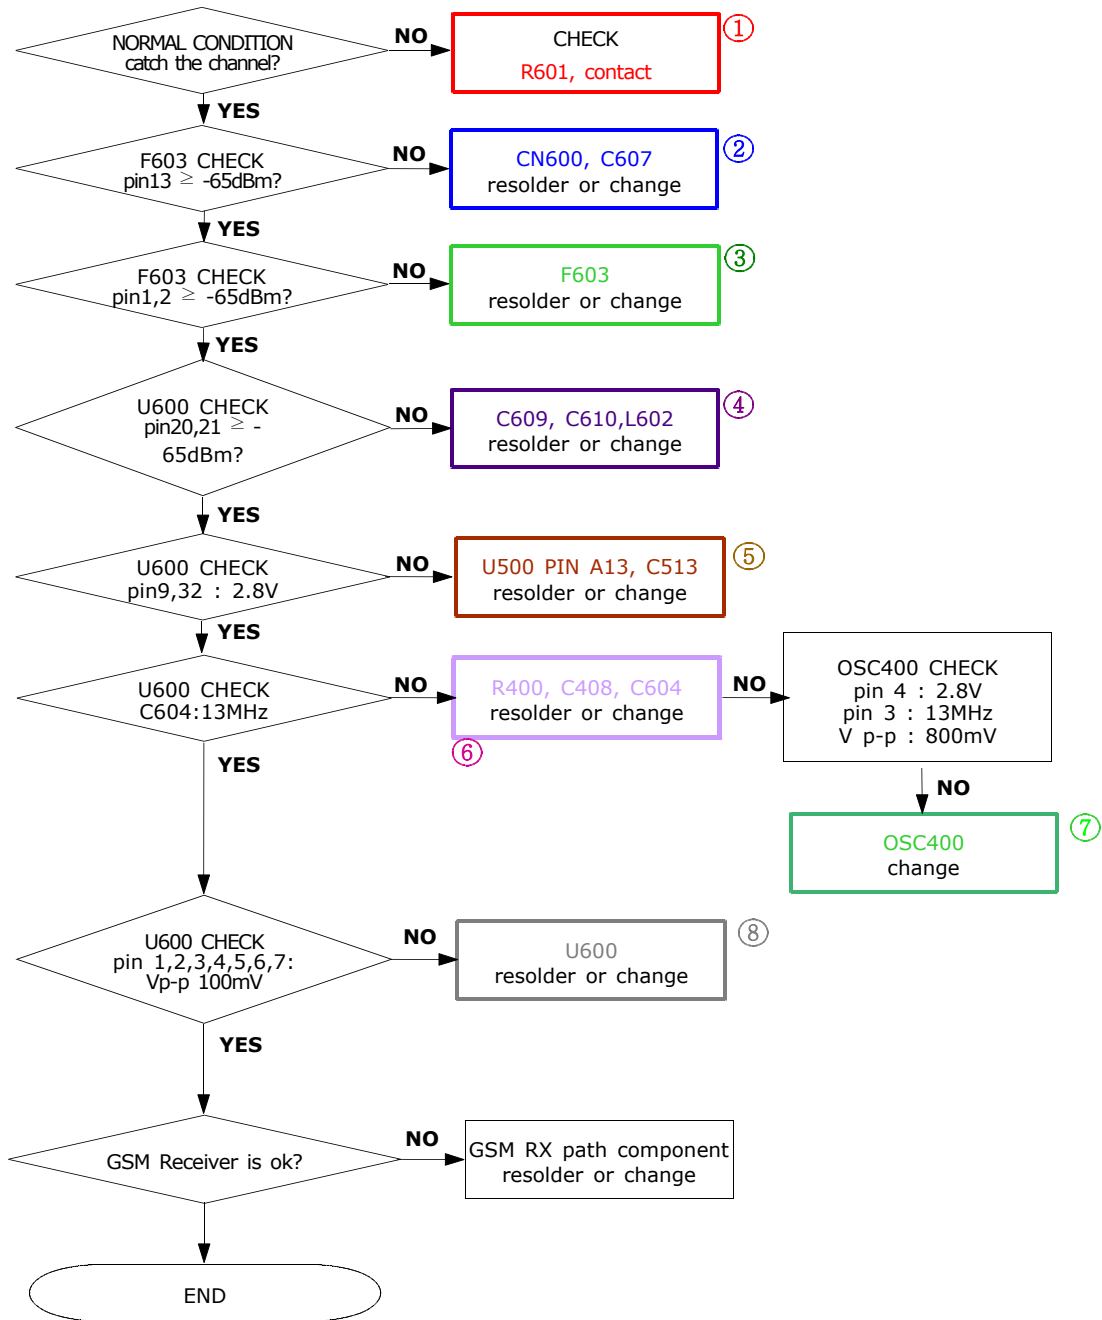 NORMAL CONDITION
catch the channel?
NO
CHECK
R601, contact
①
YES
F603 CHECK
pin13 ≥ -65dBm?
NO
CN600, C607
resolder or change
②
YES
F603 CHECK
pin1,2 ≥ -65dBm?
NO
F603
resolder or change
③
YES
U600 CHECK
pin20,21 ≥ -
65dBm?
NO
C609, C610,L602
resolder or change
④
YES
U600 CHECK
pin9,32 : 2.8V
NO
U500 PIN A13, C513
resolder or change
⑤
YES
U600 CHECK
C604:13MHz
NO
R400, C408, C604
resolder or change
⑥
NO
OSC400 CHECK
pin 4 : 2.8V
pin 3 : 13MHz
V p-p : 800mV
NO
OSC400
change
⑦
YES
U600 CHECK
pin 1,2,3,4,5,6,7:
Vp-p 100mV
NO
U600
resolder or change
⑧
YES
GSM Receiver is ok?
NO
GSM RX path component
resolder or change
END